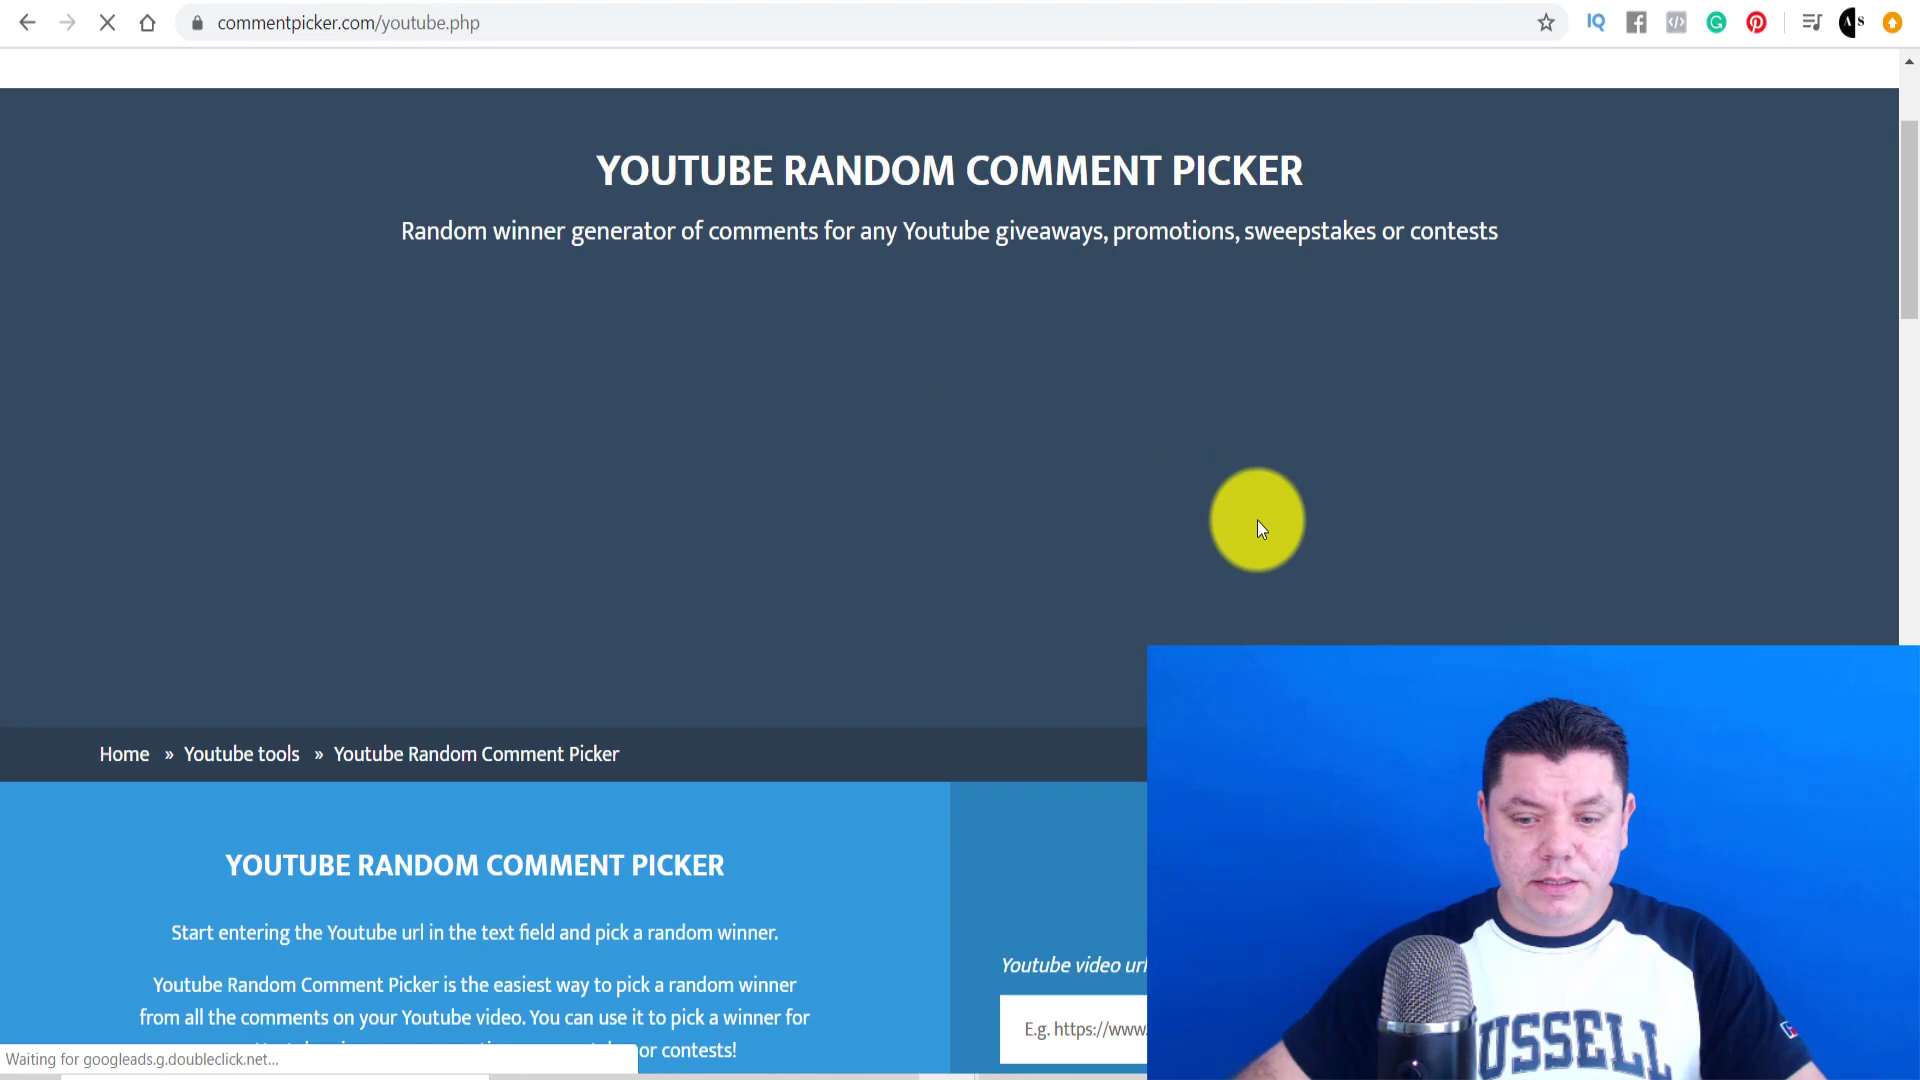 commentpicker.com/youtube.php
IQ
A S
YOUTUBE RANDOM COMMENT PICKER
Random winner generator of comments for any Youtube giveaways, promotions, sweepstakes or contests
Home » Youtube tools » Youtube Random Comment Picker
YOUTUBE RANDOM COMMENT PICKER
Start entering the Youtube url in the text field and pick a random winner.
Youtube Random Comment Picker is the easiest way to pick a random winner
from all the comments on your Youtube video. You can use it to pick a winner for
or contests!
Youtube video url
E.g. https://www.
Waiting for googleads.g.doubleclick.net...
USSELL